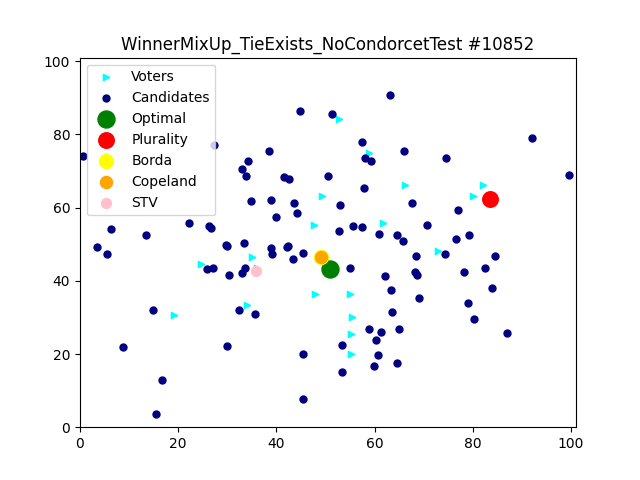 WinnerMixUp_TieExists_NoCondorcetTest #10852
Voters
Candidates
Optimal
Plurality
Borda
Copeland
STV
100
80
60
40
20
0
0 20 40 60 80 100